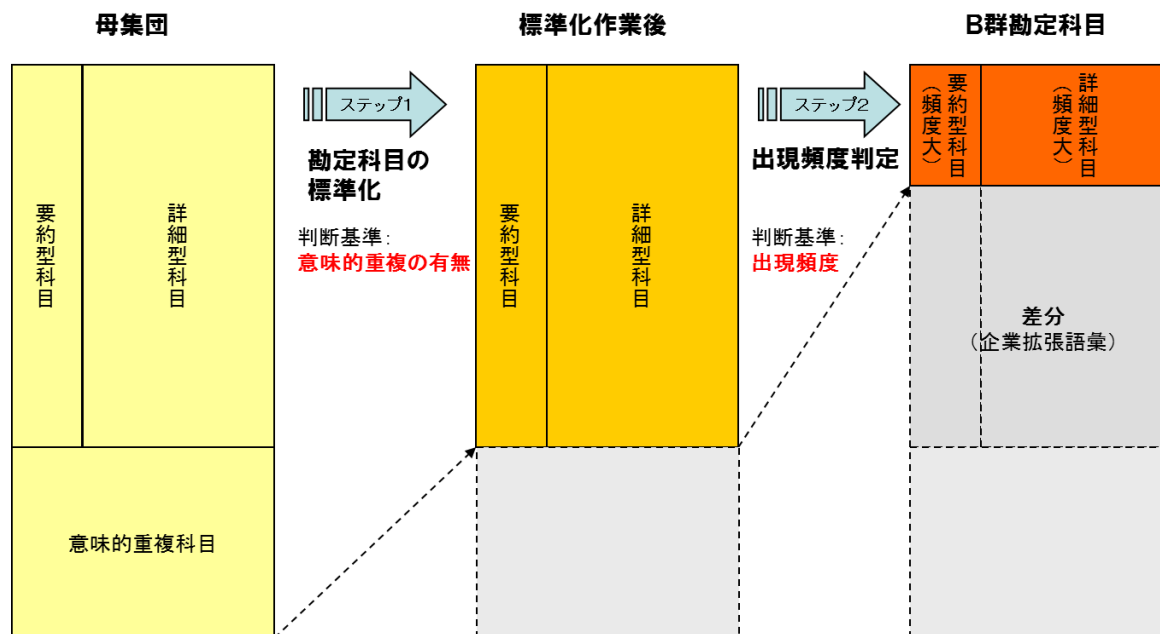 母集団
標準化作業後
B群勘定科目
ステップ1
勘定科目の
標準化
判断基準：
意味的重複の有無
ステップ2
出現頻度判定
判断基準：
出現頻度
要約型科目
詳細型科目
意味的重複科目
要約型科目
詳細型科目
要約型科目
（頻度大）
詳細型科目
（頻度大）
差分
（企業拡張語彙）